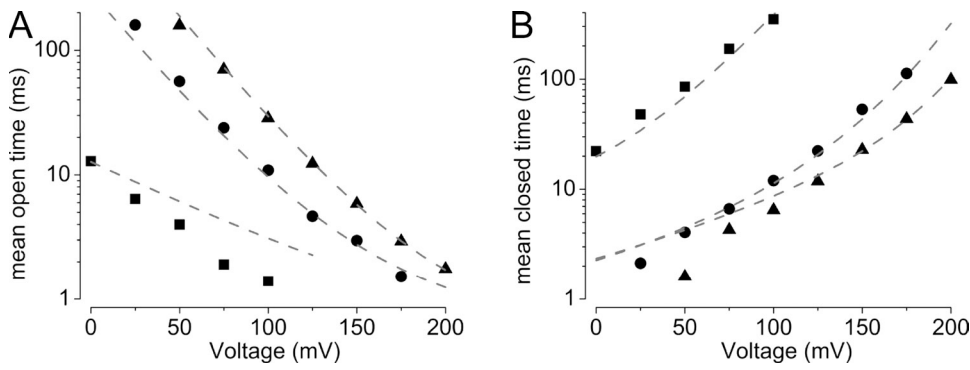 A
mean open time (ms)
100
10
1
0 50 100 150 200
Voltage (mV)
B
mean closed time (ms)
100
10
1
0 50 100 150 200
Voltage (mV)